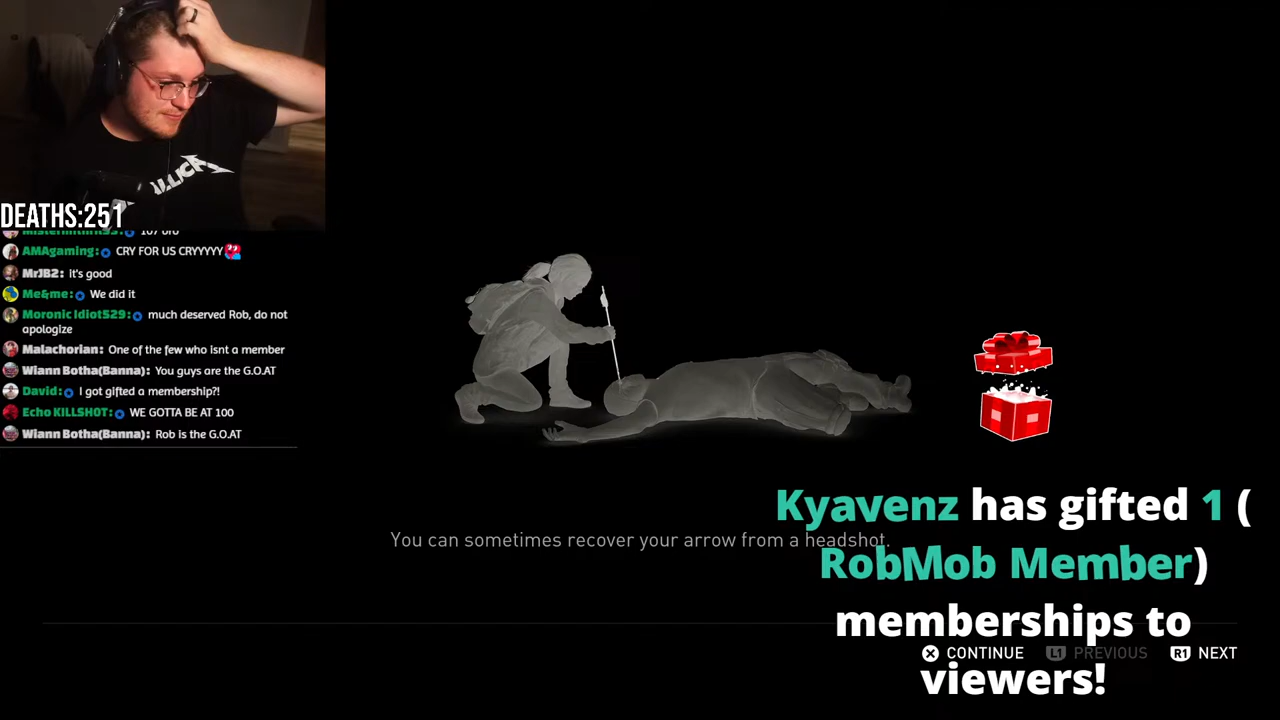 DEATHS:251
AMAgaming: CRY FOR US CRYYYYY
MrJB2: it's good
Me&me: We did it
Moronic Idiot529: much deserved Rob, do not
apologize
Malachorian: One of the few who isnt a member
Wiann Botha(Banna): You guys are the G.O.AT
David: I got gifted a membership?!
Echo KILLSHOT: WE GOTTA BE AT 100
Wiann Botha(Banna): Rob is the G.O.AT
Kyavenz has gifted 1 (
RobMob Member)
memberships to
viewers!
You can sometimes recover your arrow from a headshot.
CONTINUE L1 PREVIOUS R1 NEXT